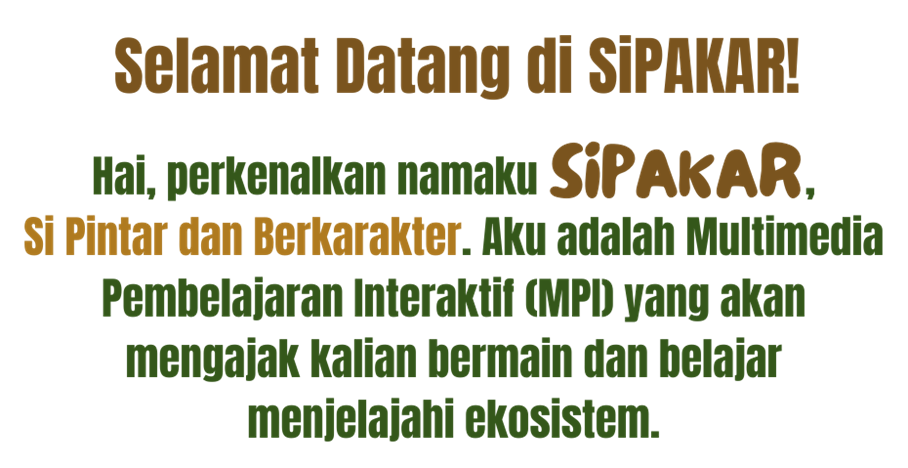 Selamat Datang di SiPAKAR!
Hai, perkenalkan namaku SiPAKAR,
Si Pintar dan Berkarakter. Aku adalah Multimedia
Pembelajaran Interaktif (MPI) yang akan
mengajak kalian bermain dan belajar
menjelajahi ekosistem.